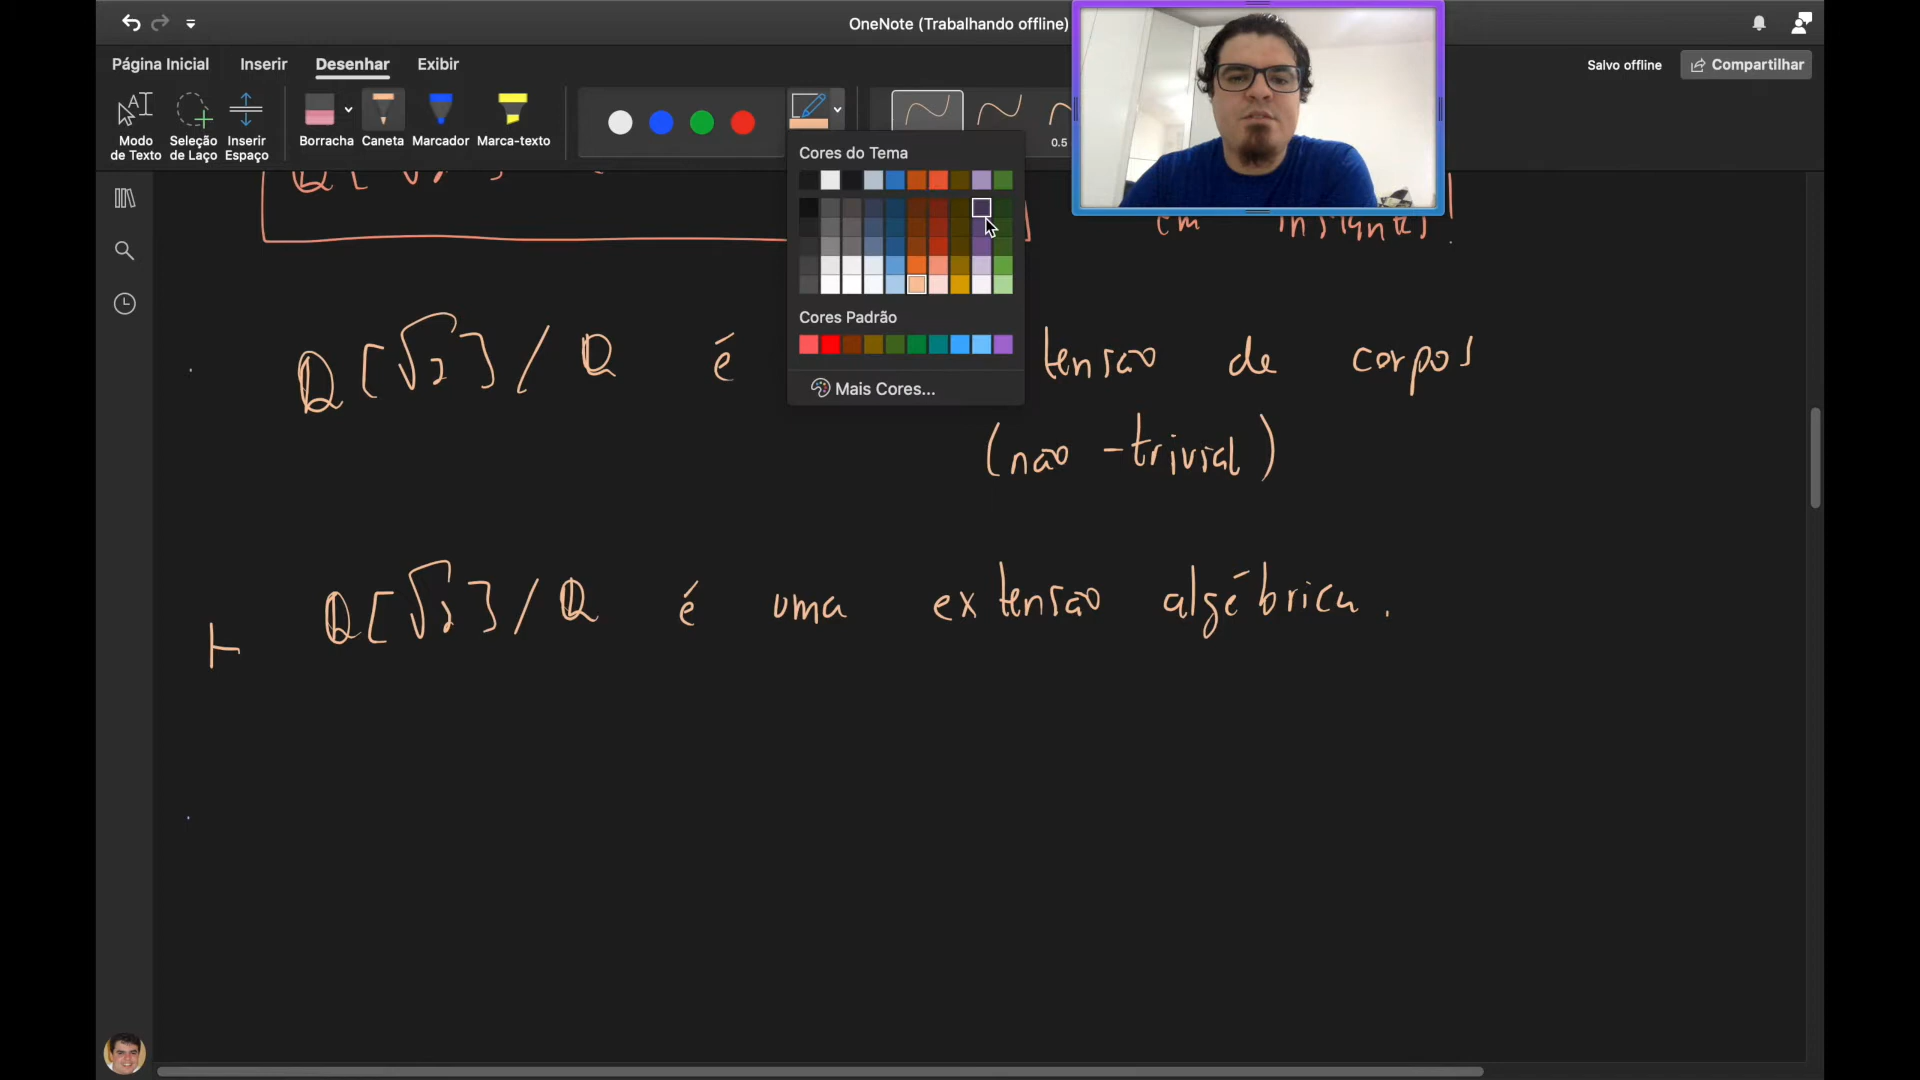 OneNote (Trabalhando offline)
Página Inicial Inserir Desenhar Exibir
Salvo offline Compartilhar
Modo de Texto
Seleção de Laço
Inserir Espaço
Borracha Caneta Marcador Marca-texto
0.5
Cores do Tema
Cores Padrão
Mais Cores...
em instantes!
ℚ[√2]/ℚ é tensão de corpos
(não-trivial)
⊢ ℚ[√2]/ℚ é uma extensão algébrica.